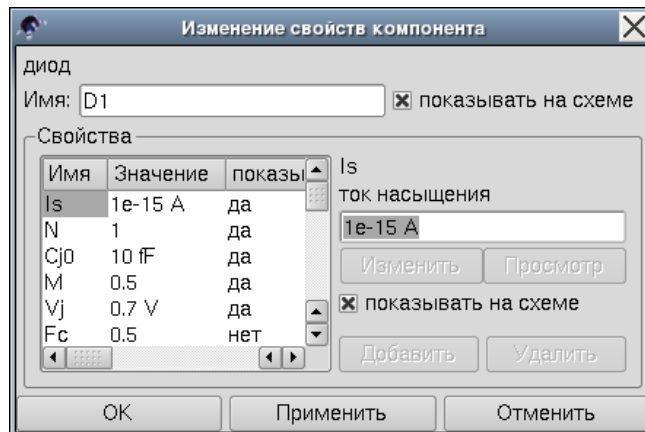 Изменение свойств компонента
диод
Имя: D1 показывать на схеме
Свойства
Имя Значение показы
Is 1e-15 A да
N 1 да
Cj0 10 fF да
M 0.5 да
Vj 0.7 V да
Fc 0.5 нет
Is
ток насыщения
1e-15 A
Изменить Просмотр
показывать на схеме
Добавить Удалить
OK Применить Отменить